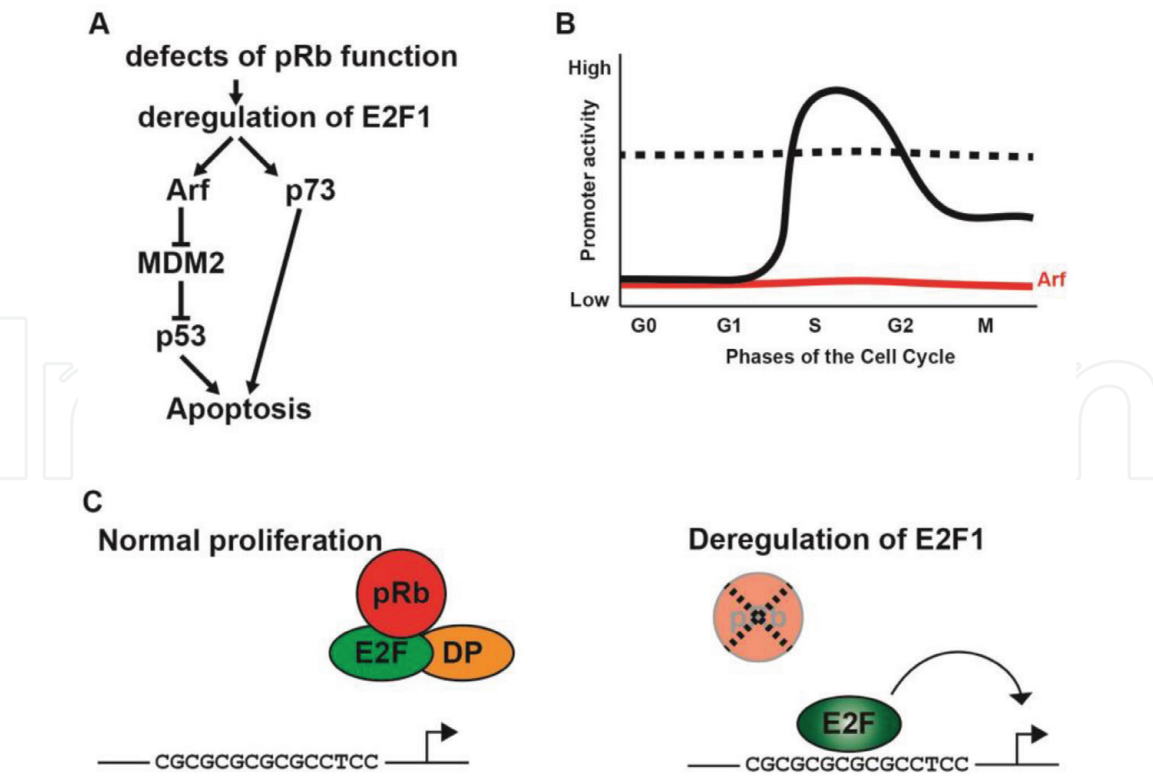 A
defects of pRb function
deregulation of E2F1
Arf
p73
MDM2
p53
Apoptosis
B
High
Promoter activity
Low
Arf
G0 G1 S G2 M
Phases of the Cell Cycle
C
Normal proliferation
pRb
E2F
DP
CGCGCGCGCGCCTCC
Deregulation of E2F1
pRb
E2F
CGCGCGCGCGCCTCC